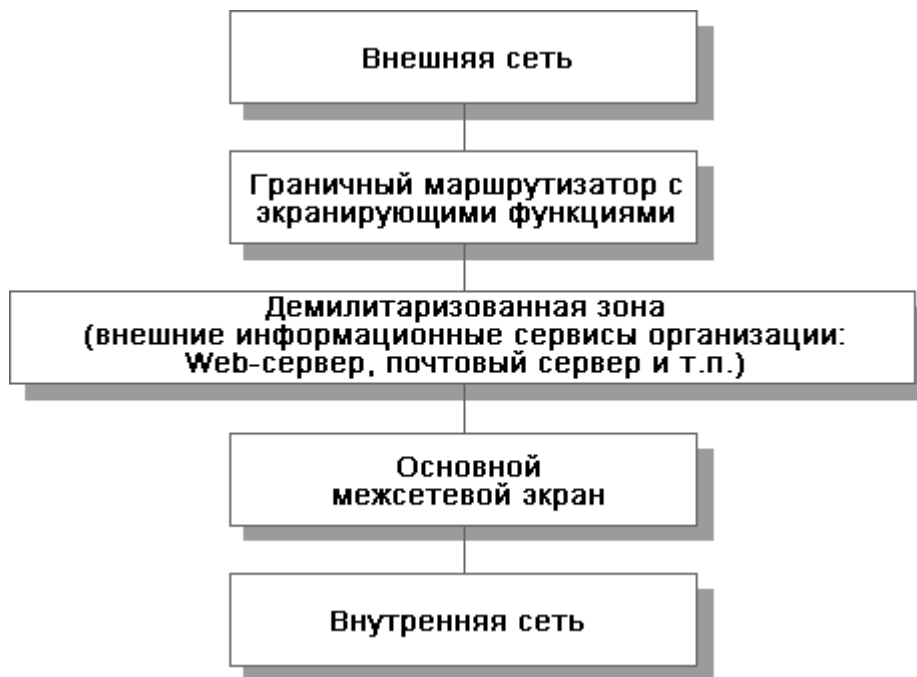 Внешняя сеть
Граничный маршрутизатор с
экранирующими функциями
Демилитаризованная зона
(внешние информационные сервисы организации:
Web-сервер, почтовый сервер и т.п.)
Основной
межсетевой экран
Внутренняя сеть